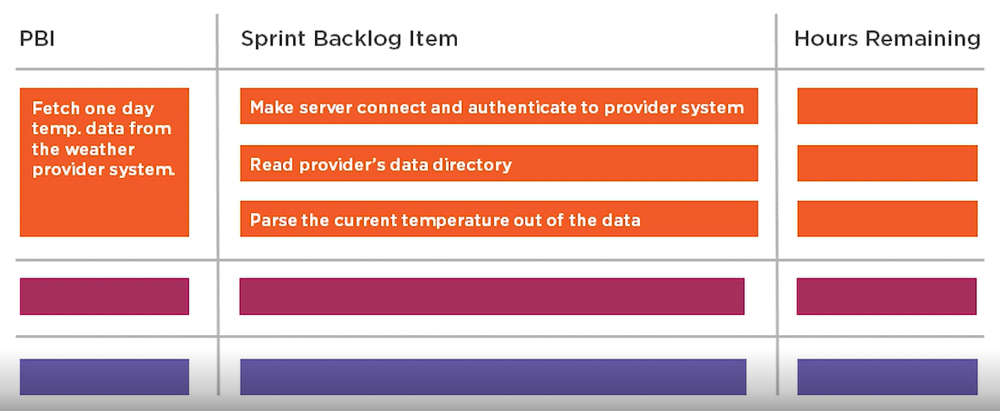 PBI
Sprint Backlog Item
Hours Remaining
Fetch one day
temp. data from
the weather
provider system.
Make server connect and authenticate to provider system
Read provider's data directory
Parse the current temperature out of the data